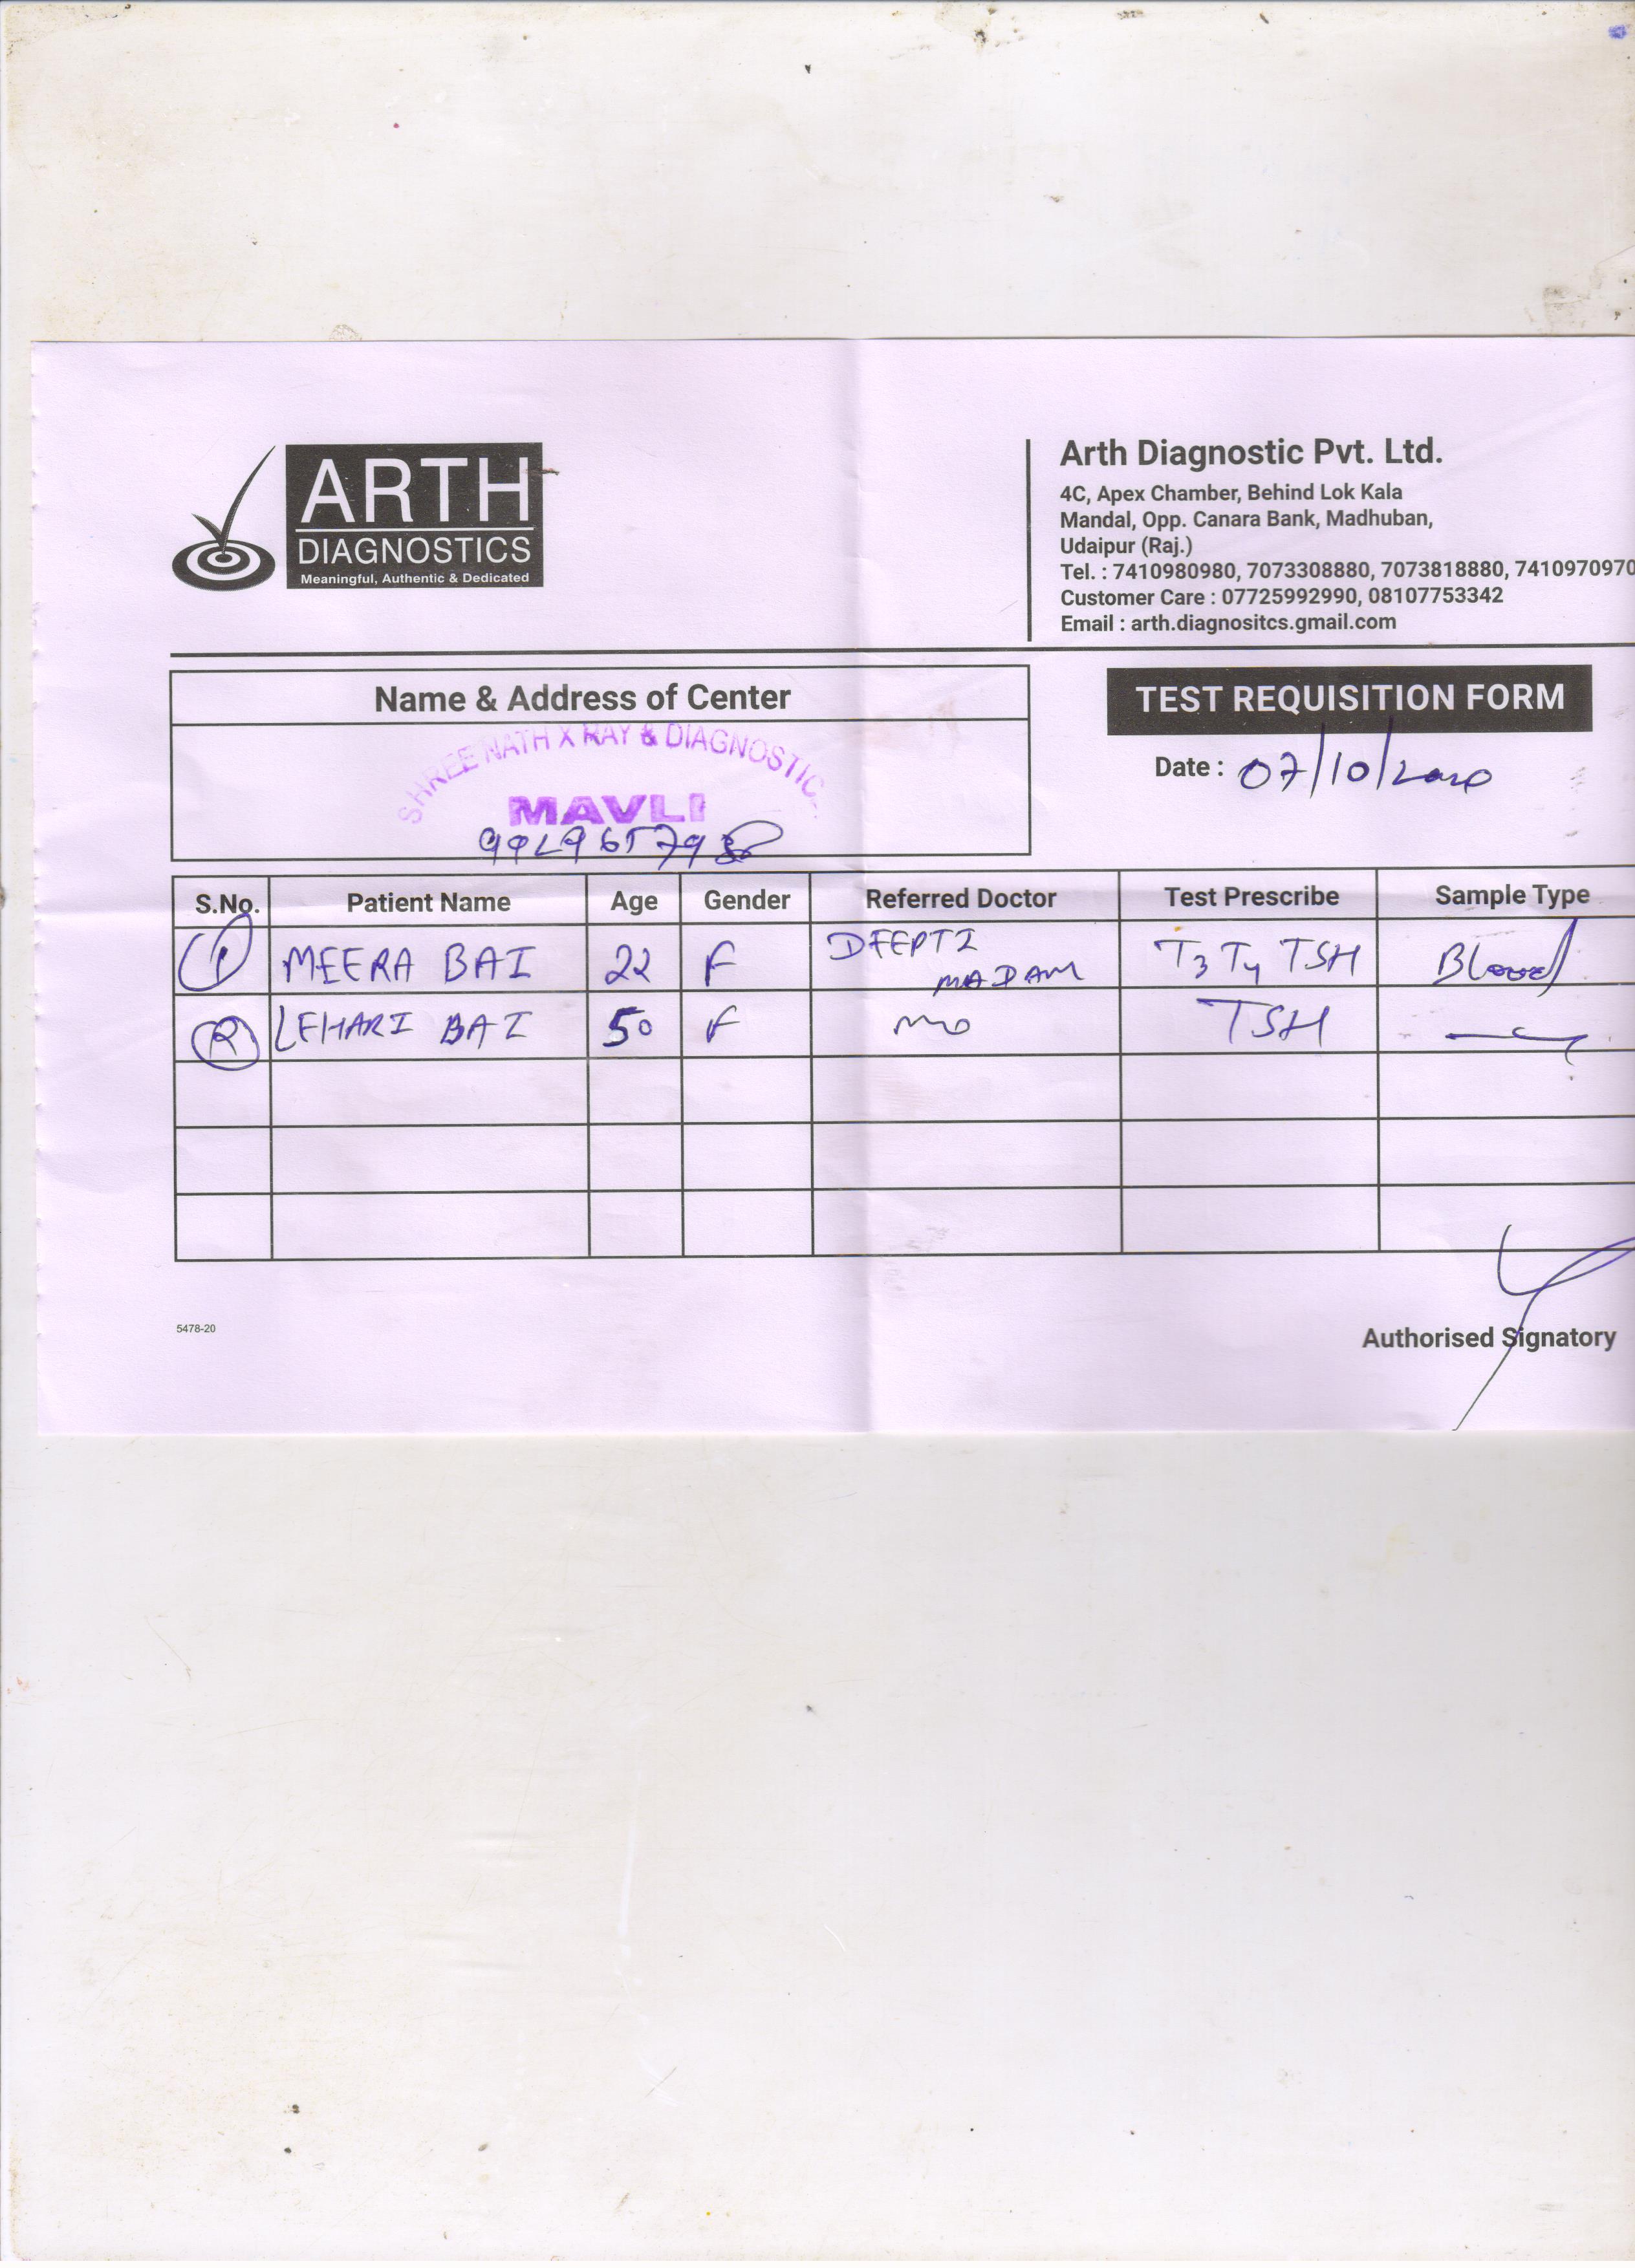 ARTH
DIAGNOSTICS
Meaningful, Authentic & Dedicated
Arth Diagnostic Pvt. Ltd.
4C, Apex Chamber, Behind Lok Kala
Mandal, Opp. Canara Bank, Madhuban,
Udaipur (Raj.)
Tel. : 7410980980, 7073308880, 7073818880, 7410970970
Customer Care : 07725992990, 08107753342
Email : arth.diagnositcs.gmail.com
Name & Address of Center
SHREE NATH X RAY & DIAGNOSTIC
MAVLI
TEST REQUISITION FORM
Date : 07/10/2020
S.No. Patient Name Age Gender Referred Doctor Test Prescribe Sample Type
1 MEERA BAI 22 F DEEPTI MADAM T3 T4 TSH Blood
2 LEHARI BAI 50 F mo TSH
5478-20
Authorised Signatory